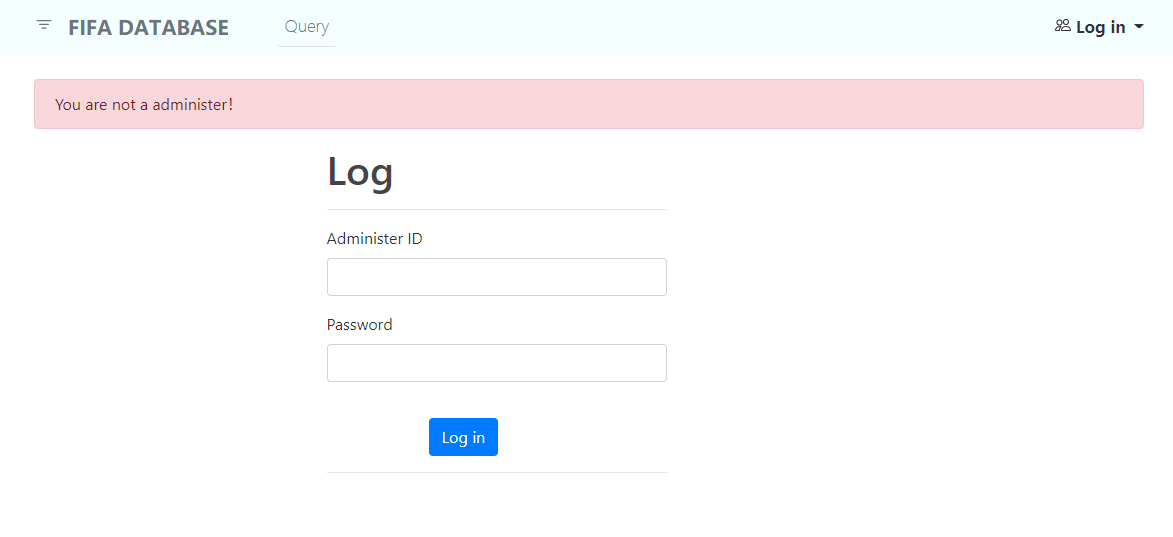 FIFA DATABASE Query Log in
You are not a administer!
Log
Administer ID
Password
Log in